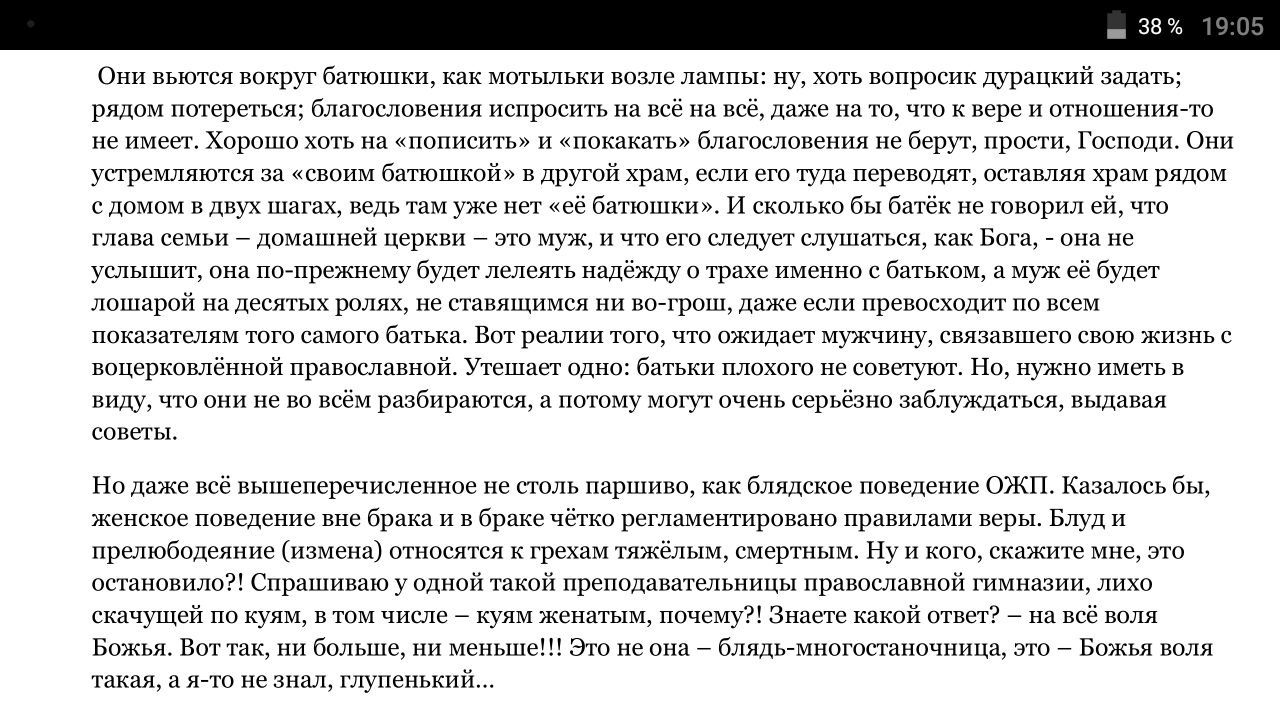 38 % 19:05
Они вьются вокруг батюшки, как мотыльки возле лампы: ну, хоть вопросик дурацкий задать;
рядом потереться; благословения испросить на всё на всё, даже на то, что к вере и отношения-то
не имеет. Хорошо хоть на «пописить» и «покакать» благословения не берут, прости, Господи. Они
устремляются за «своим батюшкой» в другой храм, если его туда переводят, оставляя храм рядом
с домом в двух шагах, ведь там уже нет «её батюшки». И сколько бы батёк не говорил ей, что
глава семьи – домашней церкви – это муж, и что его следует слушаться, как Бога, - она не
услышит, она по-прежнему будет лелеять надёжду о трахе именно с батьком, а муж её будет
лошарой на десятых ролях, не ставящимся ни во-грош, даже если превосходит по всем
показателям того самого батька. Вот реалии того, что ожидает мужчину, связавшего свою жизнь с
воцерковлённой православной. Утешает одно: батьки плохого не советуют. Но, нужно иметь в
виду, что они не во всём разбираются, а потому могут очень серьёзно заблуждаться, выдавая
советы.
Но даже всё вышеперечисленное не столь паршиво, как блядское поведение ОЖП. Казалось бы,
женское поведение вне брака и в браке чётко регламентировано правилами веры. Блуд и
прелюбодеяние (измена) относятся к грехам тяжёлым, смертным. Ну и кого, скажите мне, это
остановило?! Спрашиваю у одной такой преподавательницы православной гимназии, лихо
скачущей по куям, в том числе – куям женатым, почему?! Знаете какой ответ? – на всё воля
Божья. Вот так, ни больше, ни меньше!!! Это не она – блядь-многостаночница, это – Божья воля
такая, а я-то не знал, глупенький...